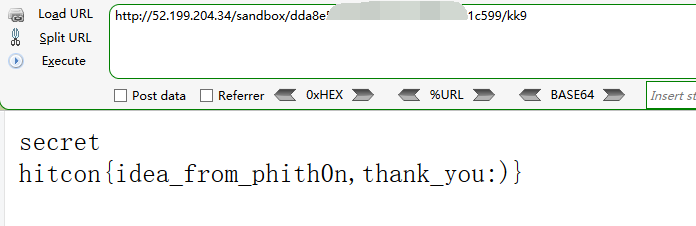 Load URL
http://52.199.204.34/sandbox/dda8e 1c599/kk9
Split URL
Execute
Post data Referrer 0xHEX %URL BASE64 Insert st
secret
hitcon{idea_from_phith0n,thank_you:)}